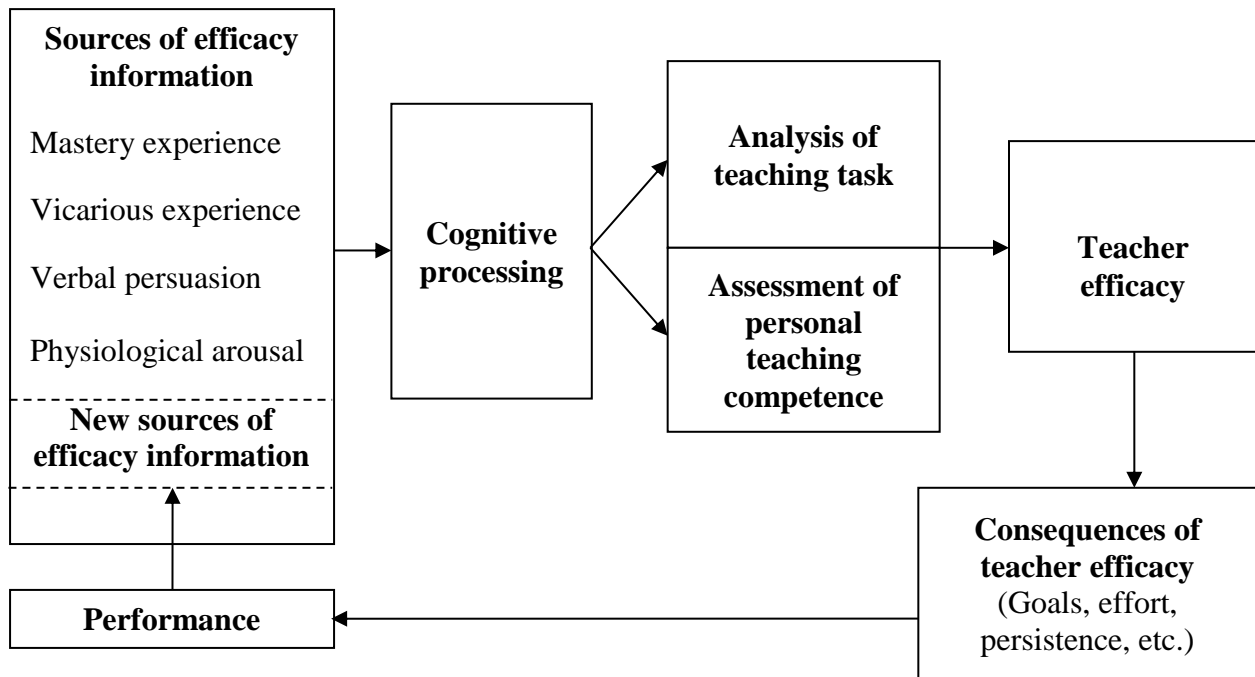 Sources of efficacy
information
Mastery experience
Vicarious experience
Verbal persuasion
Physiological arousal
New sources of
efficacy information
Performance
Cognitive
processing
Analysis of
teaching task
Assessment of
personal
teaching
competence
Teacher
efficacy
Consequences of
teacher efficacy
(Goals, effort,
persistence, etc.)